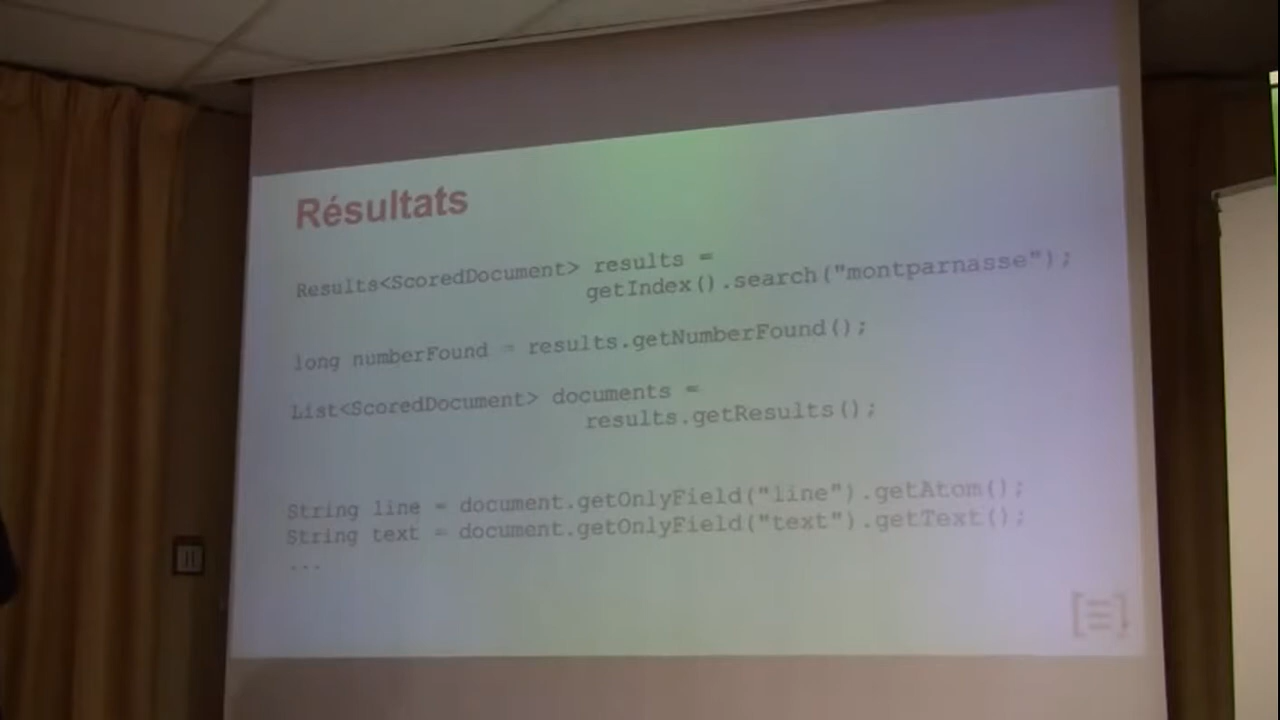 Résultats
Results<ScoredDocument> results =
getIndex().search("montparnasse");
long numberFound = results.getNumberFound();
List<ScoredDocument> documents =
results.getResults();
String line = document.getOnlyField("line").getAtom();
String text = document.getOnlyField("text").getText();
...